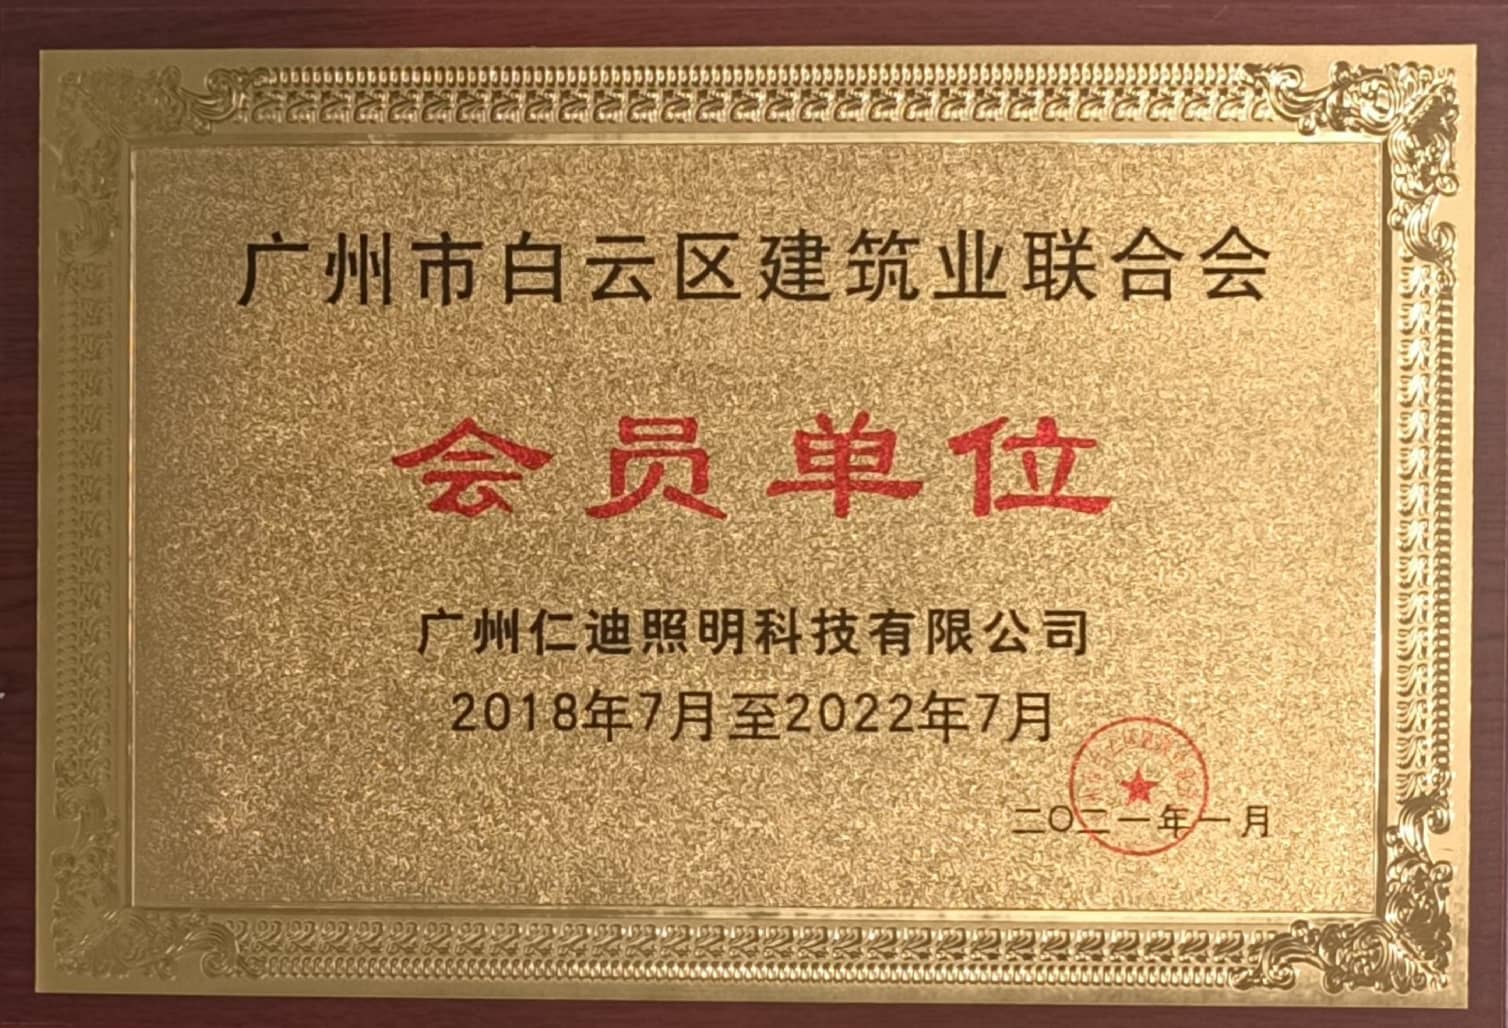 广州市白云区建筑业联合会
会员单位
广州仁迪照明科技有限公司
2018年7月至2022年7月
二〇二一年一月